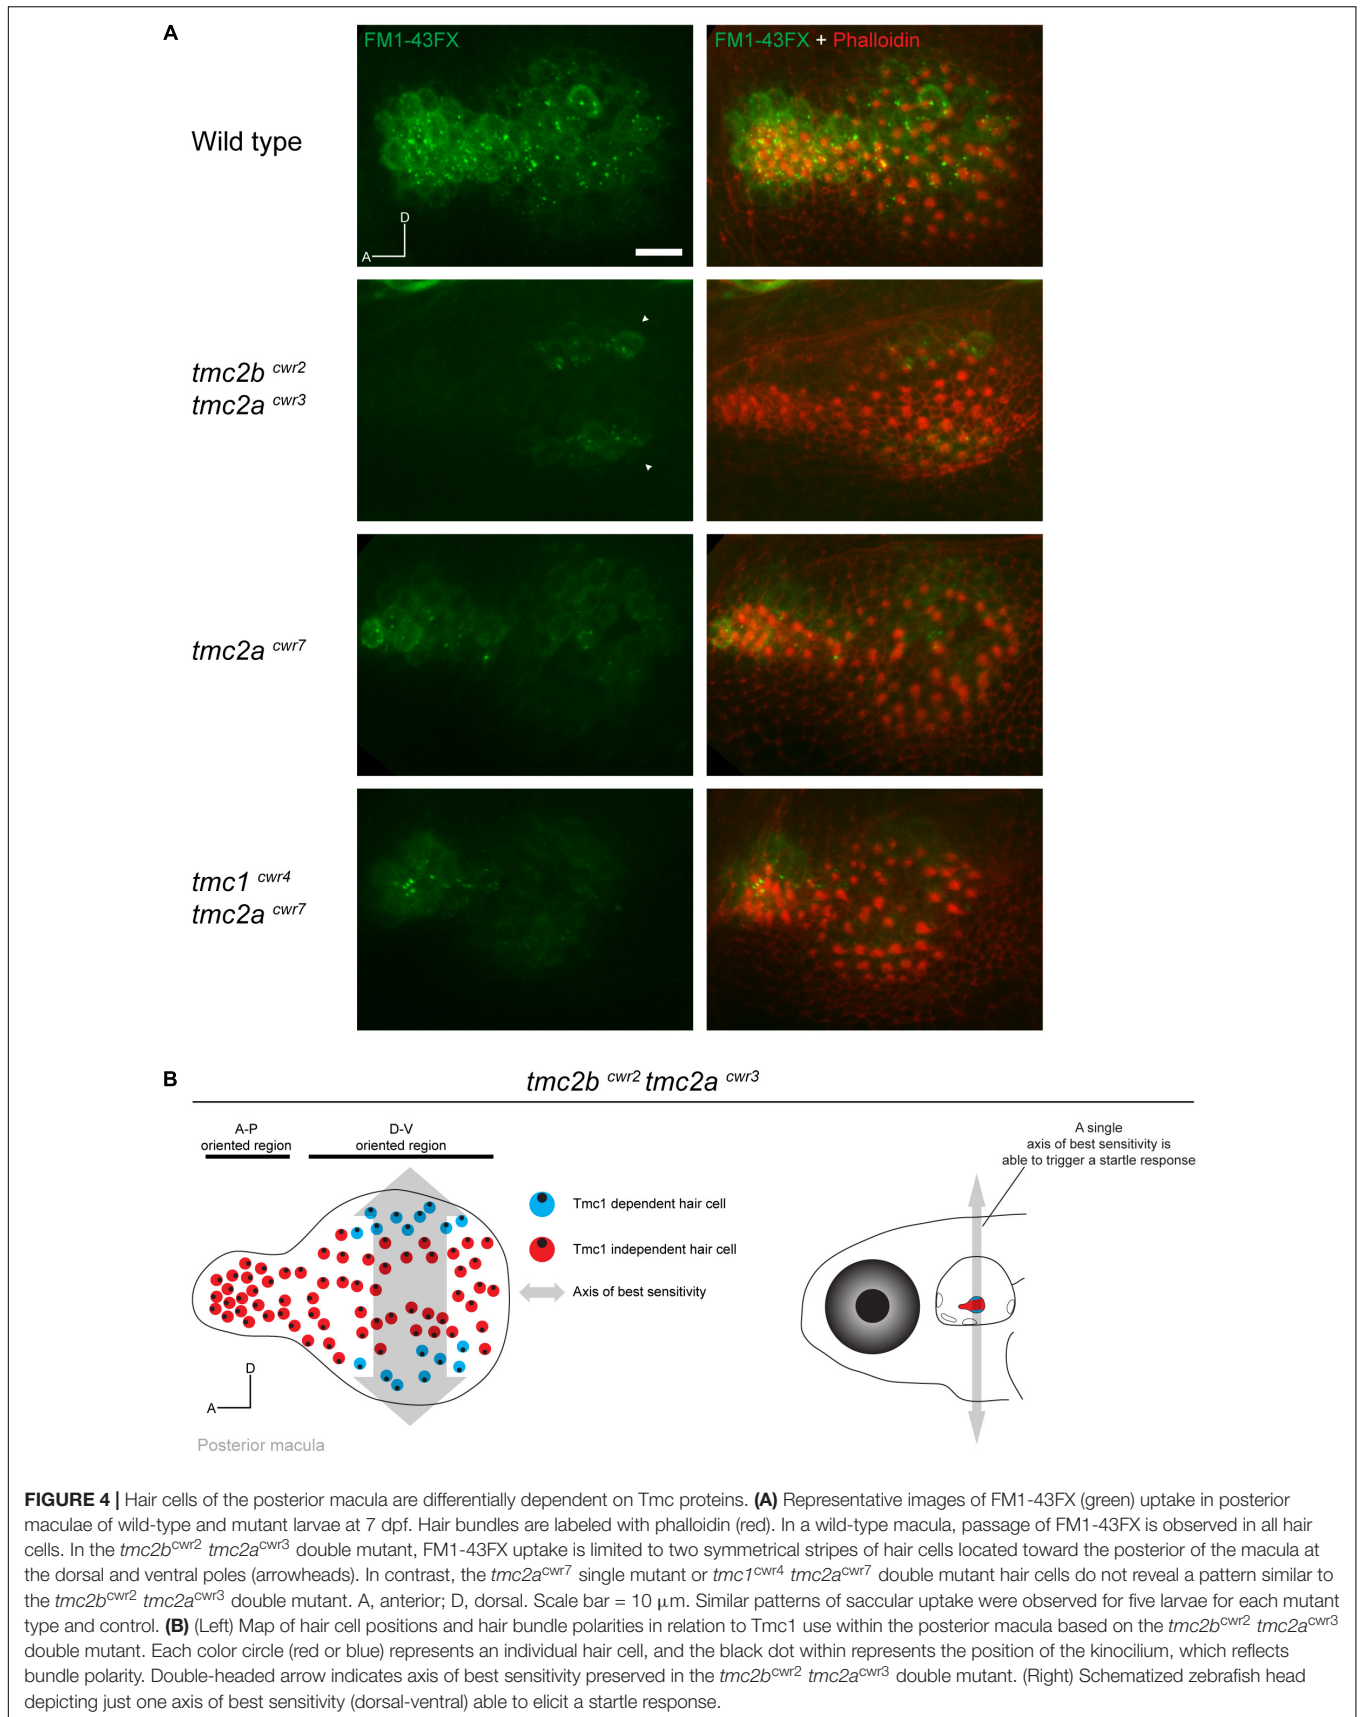 A
FM1-43FX
FM1-43FX + Phalloidin
Wild type
D
A
tmc2b cwr2
tmc2a cwr3
tmc2a cwr7
tmc1 cwr4
tmc2a cwr7
B
tmc2b cwr2 tmc2a cwr3
A-P
oriented region
D-V
oriented region
A single
axis of best sensitivity is
able to trigger a startle response
Tmc1 dependent hair cell
Tmc1 independent hair cell
Axis of best sensitivity
D
A
Posterior macula
FIGURE 4 | Hair cells of the posterior macula are differentially dependent on Tmc proteins. (A) Representative images of FM1-43FX (green) uptake in posterior
maculae of wild-type and mutant larvae at 7 dpf. Hair bundles are labeled with phalloidin (red). In a wild-type macula, passage of FM1-43FX is observed in all hair
cells. In the tmc2bcwr2 tmc2acwr3 double mutant, FM1-43FX uptake is limited to two symmetrical stripes of hair cells located toward the posterior of the macula at
the dorsal and ventral poles (arrowheads). In contrast, the tmc2acwr7 single mutant or tmc1cwr4 tmc2acwr7 double mutant hair cells do not reveal a pattern similar to
the tmc2bcwr2 tmc2acwr3 double mutant. A, anterior; D, dorsal. Scale bar = 10 μm. Similar patterns of saccular uptake were observed for five larvae for each mutant
type and control. (B) (Left) Map of hair cell positions and hair bundle polarities in relation to Tmc1 use within the posterior macula based on the tmc2bcwr2 tmc2acwr3
double mutant. Each color circle (red or blue) represents an individual hair cell, and the black dot within represents the position of the kinocilium, which reflects
bundle polarity. Double-headed arrow indicates axis of best sensitivity preserved in the tmc2bcwr2 tmc2acwr3 double mutant. (Right) Schematized zebrafish head
depicting just one axis of best sensitivity (dorsal-ventral) able to elicit a startle response.